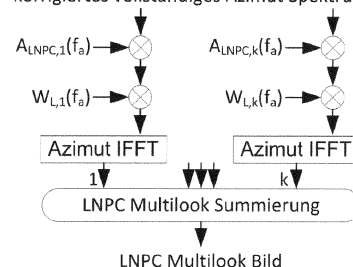 korrigiertes vollständiges Azimut Spektrum
A_LNPC,1(f_a) A_LNPC,k(f_a)
W_L,1(f_a) W_L,k(f_a)
Azimut IFFT Azimut IFFT
1 k
LNPC Multilook Summierung
LNPC Multilook Bild